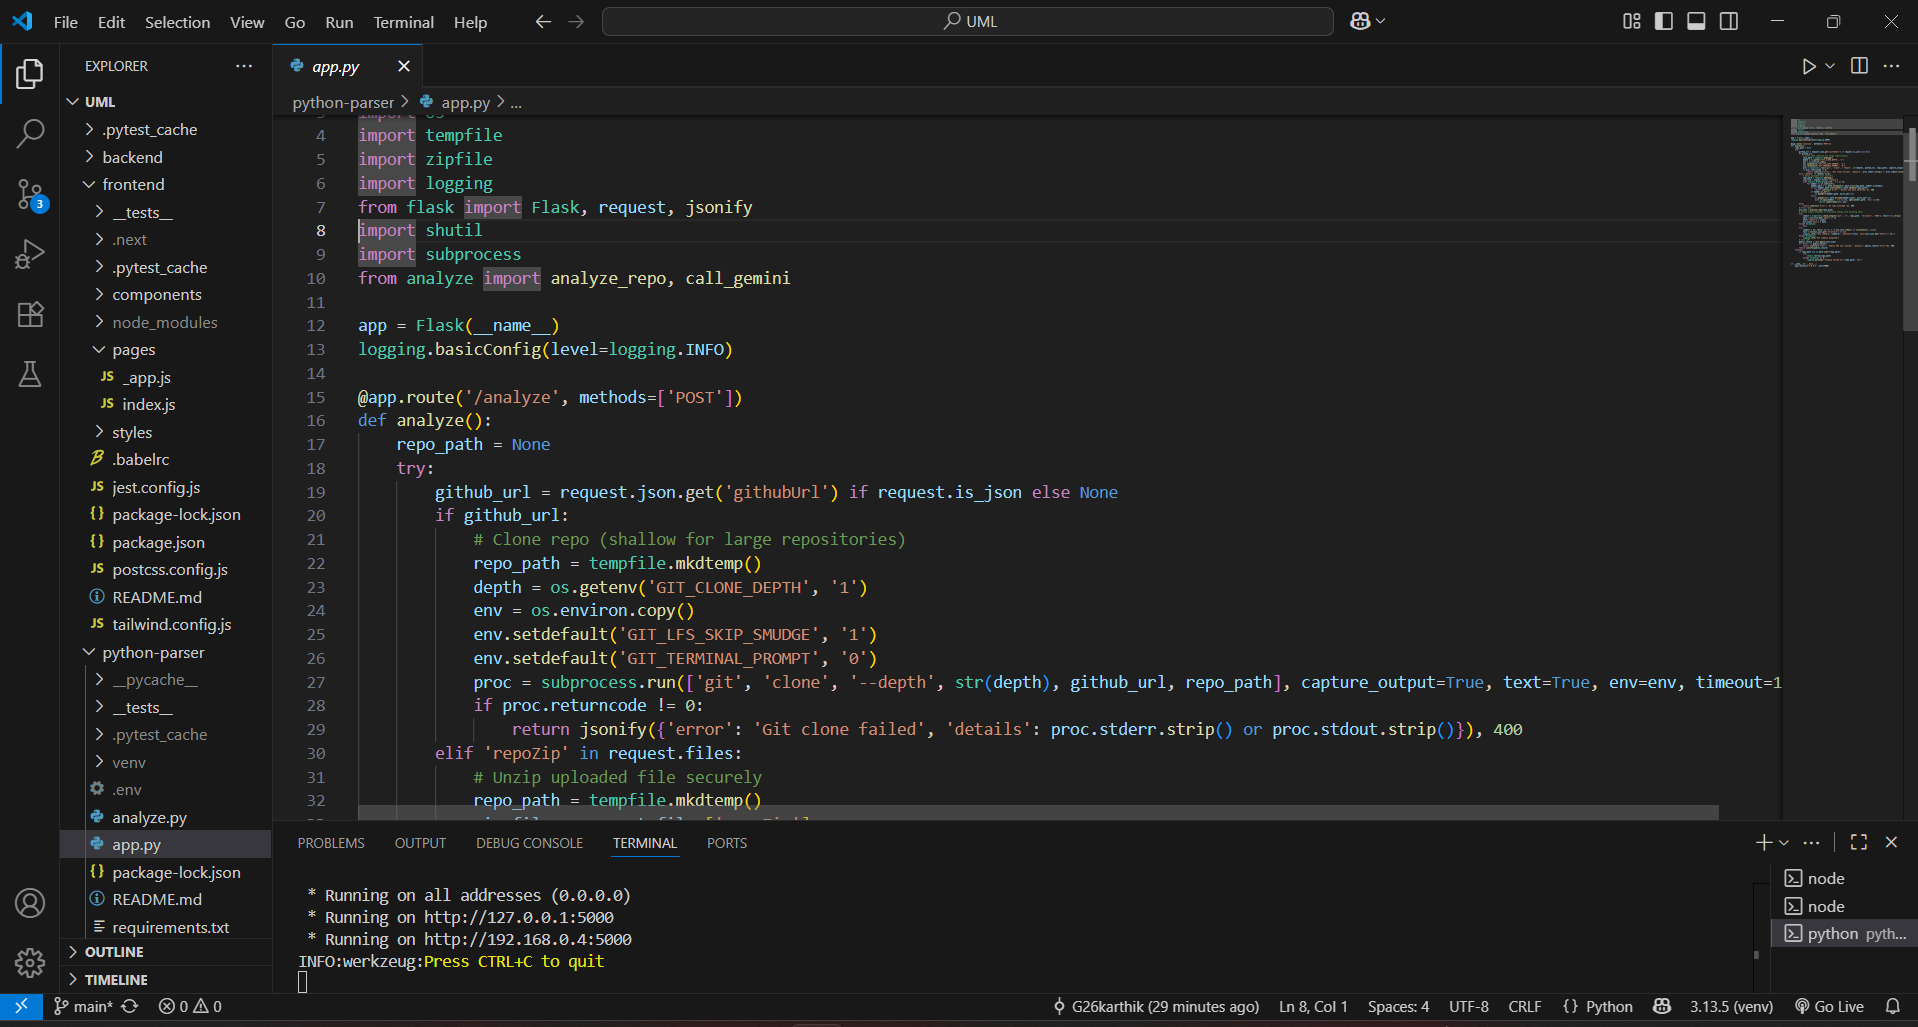 File Edit Selection View Go Run Terminal Help
UML
EXPLORER
UML
.pytest_cache
backend
frontend
__tests__
.next
.pytest_cache
components
node_modules
pages
JS _app.js
JS index.js
styles
.babelrc
JS jest.config.js
{} package-lock.json
{} package.json
JS postcss.config.js
README.md
JS tailwind.config.js
python-parser
__pycache__
__tests__
.pytest_cache
venv
.env
analyze.py
app.py
{} package-lock.json
README.md
requirements.txt
OUTLINE
TIMELINE
3
app.py
python-parser > app.py > ...
3 import os
4 import tempfile
5 import zipfile
6 import logging
7 from flask import Flask, request, jsonify
8 import shutil
9 import subprocess
10 from analyze import analyze_repo, call_gemini
11
12 app = Flask(__name__)
13 logging.basicConfig(level=logging.INFO)
14
15 @app.route('/analyze', methods=['POST'])
16 def analyze():
17 repo_path = None
18 try:
19 github_url = request.json.get('githubUrl') if request.is_json else None
20 if github_url:
21 # Clone repo (shallow for large repositories)
22 repo_path = tempfile.mkdtemp()
23 depth = os.getenv('GIT_CLONE_DEPTH', '1')
24 env = os.environ.copy()
25 env.setdefault('GIT_LFS_SKIP_SMUDGE', '1')
26 env.setdefault('GIT_TERMINAL_PROMPT', '0')
27 proc = subprocess.run(['git', 'clone', '--depth', str(depth), github_url, repo_path], capture_output=True, text=True, env=env, timeout=1
28 if proc.returncode != 0:
29 return jsonify({'error': 'Git clone failed', 'details': proc.stderr.strip() or proc.stdout.strip()}), 400
30 elif 'repoZip' in request.files:
31 # Unzip uploaded file securely
32 repo_path = tempfile.mkdtemp()
PROBLEMS OUTPUT DEBUG CONSOLE TERMINAL PORTS
* Running on all addresses (0.0.0.0)
* Running on http://127.0.0.1:5000
* Running on http://192.168.0.4:5000
INFO:werkzeug:Press CTRL+C to quit
node
node
python pyth...
main* 0 0 G26karthik (29 minutes ago) Ln 8, Col 1 Spaces: 4 UTF-8 CRLF {} Python 3.13.5 (venv) Go Live